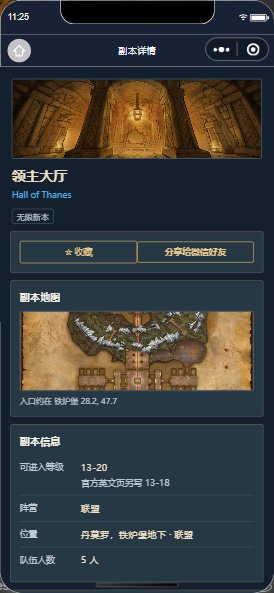 11:25
副本详情
领主大厅
Hall of Thanes
无限新本
☆ 收藏
分享给微信好友
副本地图
入口约在 铁炉堡 28.2, 47.7
副本信息
可进入等级 13-20
官方英文页另写 13-18
阵营 联盟
位置 丹莫罗，铁炉堡地下 · 联盟
队伍人数 5 人